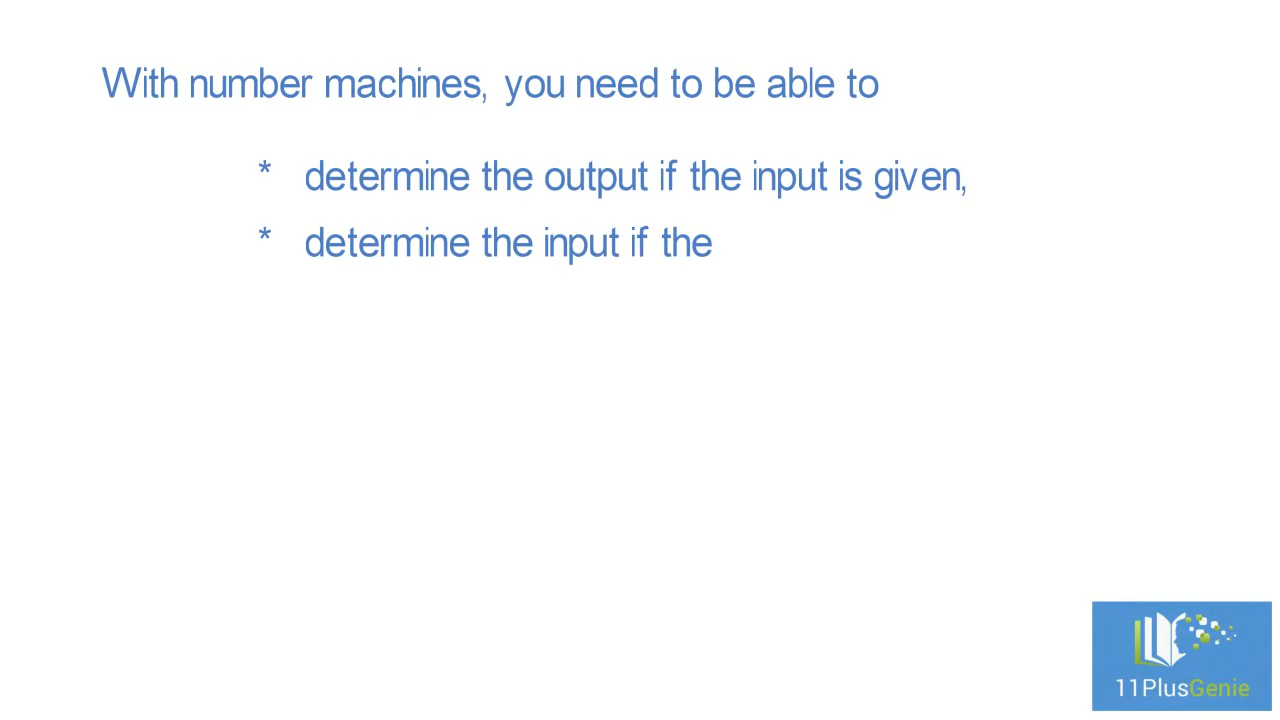 With number machines, you need to be able to
* determine the output if the input is given,
* determine the input if the
11PlusGenie